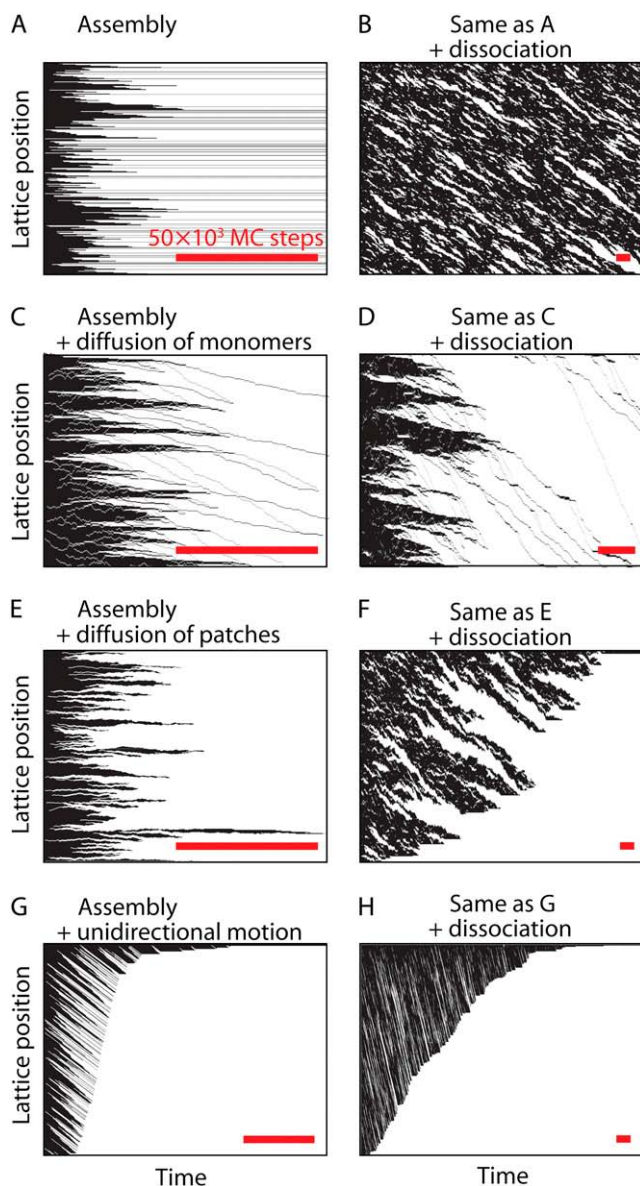 A Assembly
B Same as A
+ dissociation
Lattice position
50×10³ MC steps
C Assembly
+ diffusion of monomers
D Same as C
+ dissociation
Lattice position
E Assembly
+ diffusion of patches
F Same as E
+ dissociation
Lattice position
G Assembly
+ unidirectional motion
H Same as G
+ dissociation
Lattice position
Time
Time